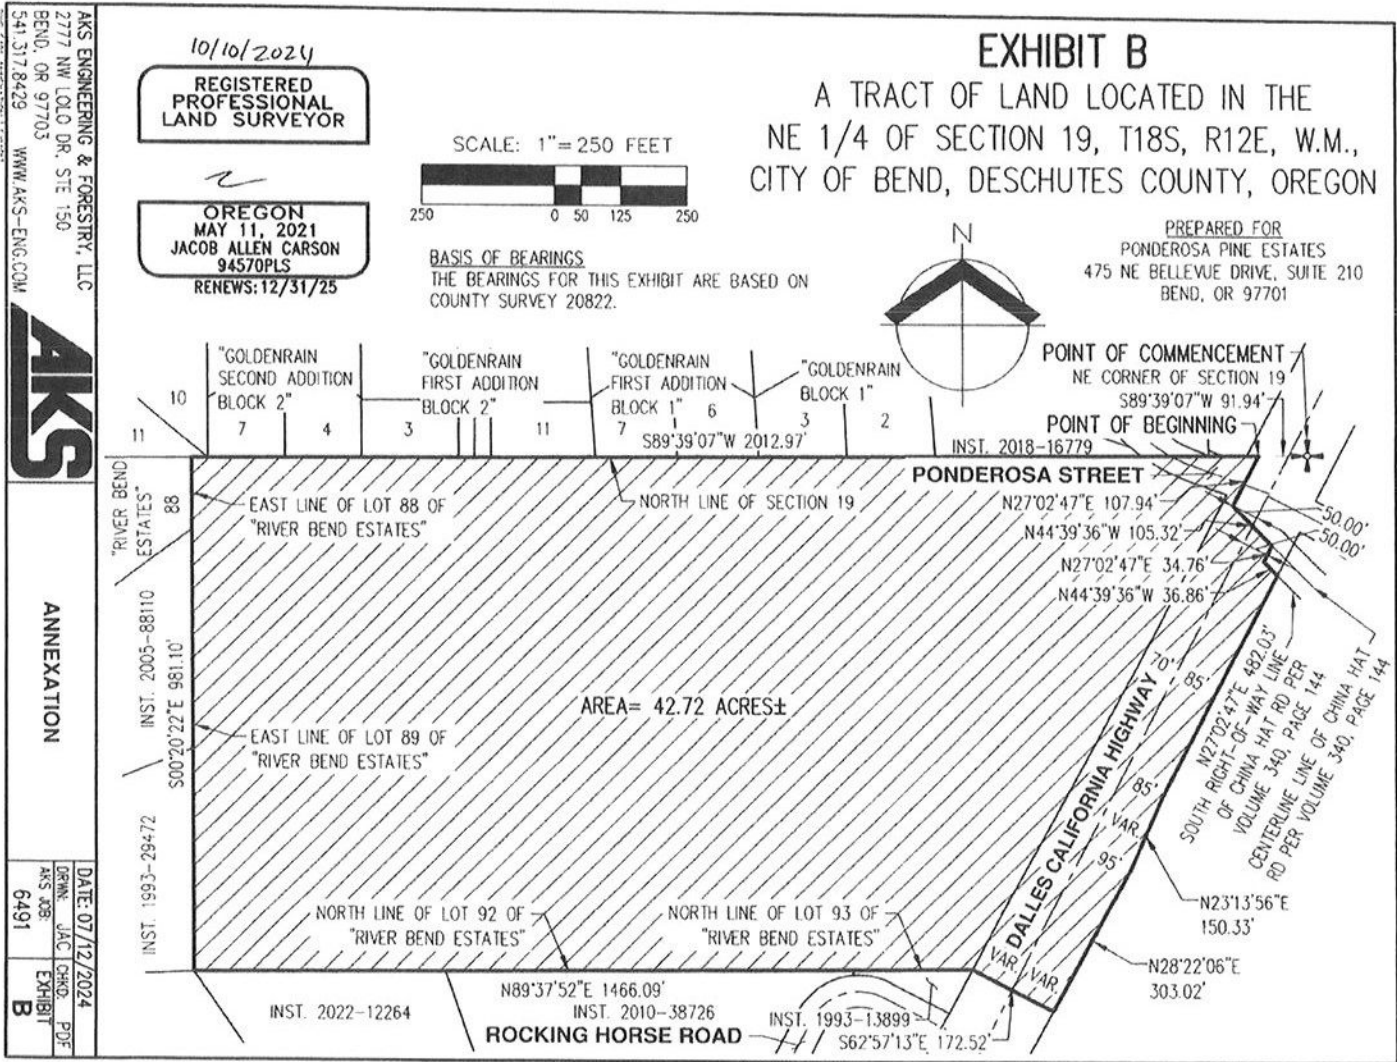 EXHIBIT B
A TRACT OF LAND LOCATED IN THE
NE 1/4 OF SECTION 19, T18S, R12E, W.M.,
CITY OF BEND, DESCHUTES COUNTY, OREGON
10/10/2024
REGISTERED
PROFESSIONAL
LAND SURVEYOR
OREGON
MAY 11, 2021
JACOB ALLEN CARSON
94570PLS
RENEWS: 12/31/25
SCALE: 1"= 250 FEET
250 0 50 125 250
BASIS OF BEARINGS
THE BEARINGS FOR THIS EXHIBIT ARE BASED ON
COUNTY SURVEY 20822.
N
PREPARED FOR
PONDEROSA PINE ESTATES
475 NE BELLEVUE DRIVE, SUITE 210
BEND, OR 97701
"GOLDENRAIN
SECOND ADDITION
BLOCK 2"
"GOLDENRAIN
FIRST ADDITION
BLOCK 2"
"GOLDENRAIN
FIRST ADDITION
BLOCK 1"
"GOLDENRAIN
BLOCK 1"
10
11
7
4
3
11
7
6
3
2
POINT OF COMMENCEMENT
NE CORNER OF SECTION 19
S89°39'07"W 91.94'
POINT OF BEGINNING
S89°39'07"W 2012.97'
INST. 2018-16779
PONDEROSA STREET
NORTH LINE OF SECTION 19
N27°02'47"E 107.94'
N44°39'36"W 105.32'
N27°02'47"E 34.76'
N44°39'36"W 36.86'
50.00'
50.00'
"RIVER BEND
ESTATES"
88
EAST LINE OF LOT 88 OF
"RIVER BEND ESTATES"
INST. 2005-88110
S00°20'22"E 981.10'
AREA= 42.72 ACRES±
EAST LINE OF LOT 89 OF
"RIVER BEND ESTATES"
INST. 1993-29472
70'
85'
85'
VAR.
95'
DALLES CALIFORNIA HIGHWAY
VAR.
VAR.
N27°02'47"E 482.03'
SOUTH RIGHT-OF-WAY LINE
OF CHINA HAT RD PER
VOLUME 340, PAGE 144
CENTERLINE LINE OF CHINA HAT
RD PER VOLUME 340, PAGE 144
N23°13'56"E
150.33'
N28°22'06"E
303.02'
NORTH LINE OF LOT 92 OF
"RIVER BEND ESTATES"
NORTH LINE OF LOT 93 OF
"RIVER BEND ESTATES"
N89°37'52"E 1466.09'
INST. 2022-12264
INST. 2010-38726
ROCKING HORSE ROAD
INST. 1993-13899
S62°57'13"E 172.52'
AKS ENGINEERING & FORESTRY, LLC
2777 NW LOLO DR. STE 150
BEND, OR 97703
541.317.8429 WWW.AKS-ENG.COM
AKS
ANNEXATION
DATE: 07/12/2024
DRWN: JAC CHKD: PDF
AKS JOB:
6491
EXHIBIT
B